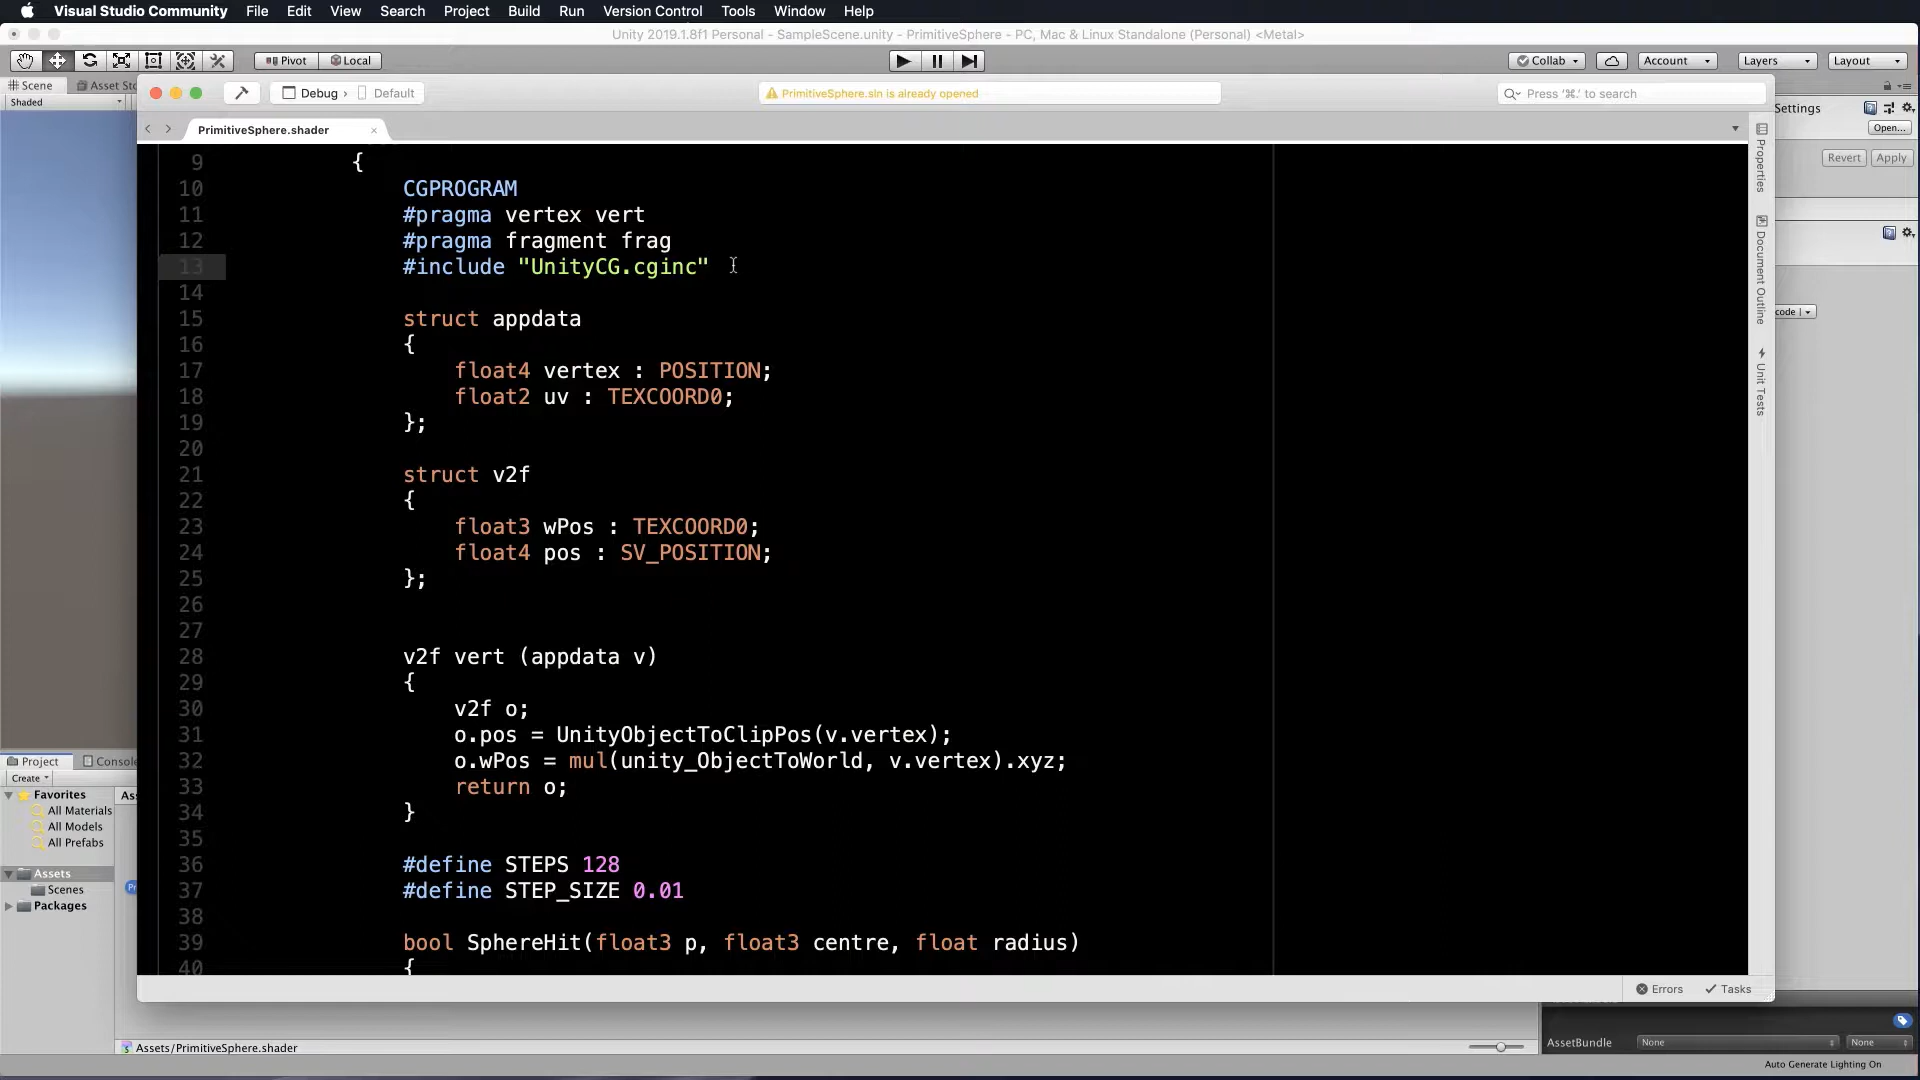 Visual Studio Community File Edit View Search Project Build Run Version Control Tools Window Help
Unity 2019.1.8f1 Personal - SampleScene.unity - PrimitiveSphere - PC, Mac & Linux Standalone (Personal) <Metal>
Pivot Local Collab Account Layers Layout
Scene Asset Sto
Shaded
Debug › Default
PrimitiveSphere.sln is already opened
Press '⌘.' to search
Settings
Open...
Revert Apply
PrimitiveSphere.shader
Properties
Document Outline
Unit Tests
code
9 {
10 CGPROGRAM
11 #pragma vertex vert
12 #pragma fragment frag
13 #include "UnityCG.cginc"
14
15 struct appdata
16 {
17 float4 vertex : POSITION;
18 float2 uv : TEXCOORD0;
19 };
20
21 struct v2f
22 {
23 float3 wPos : TEXCOORD0;
24 float4 pos : SV_POSITION;
25 };
26
27
28 v2f vert (appdata v)
29 {
30 v2f o;
31 o.pos = UnityObjectToClipPos(v.vertex);
32 o.wPos = mul(unity_ObjectToWorld, v.vertex).xyz;
33 return o;
34 }
35
36 #define STEPS 128
37 #define STEP_SIZE 0.01
38
39 bool SphereHit(float3 p, float3 centre, float radius)
40 {
Project Console
Create
Favorites
All Materials
All Models
All Prefabs
Assets
Scenes
Packages
Ass
Pr
Errors Tasks
Assets/PrimitiveSphere.shader
AssetBundle None None
Auto Generate Lighting On